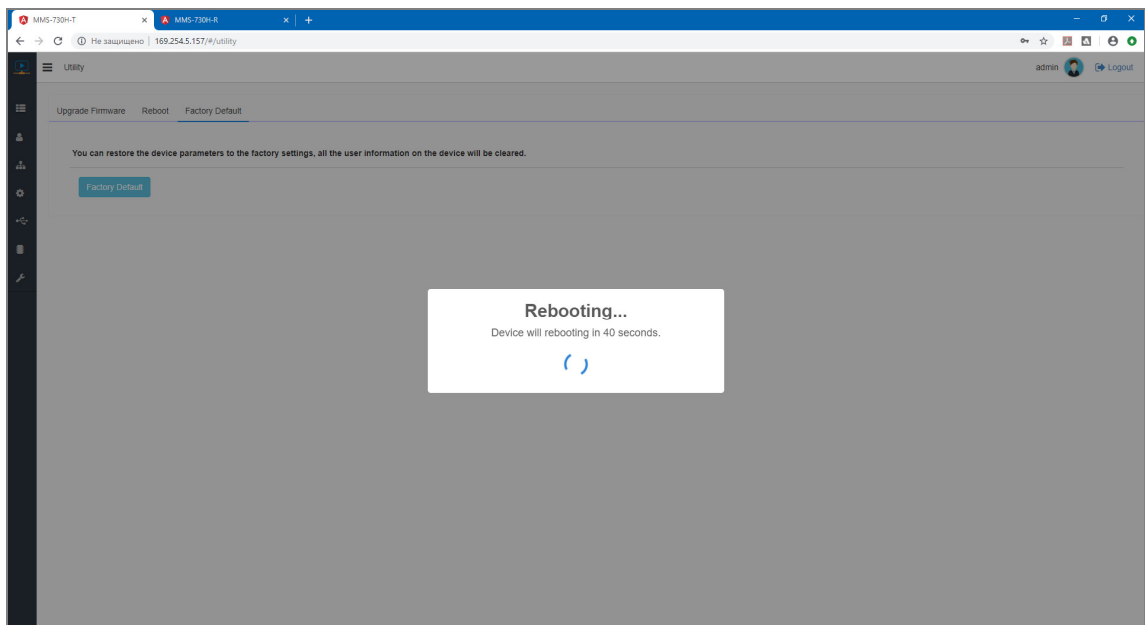 MMS-730H-T
MMS-730H-R
Не защищено | 169.254.5.157/#/utility
Utility
admin
Logout
Upgrade Firmware Reboot Factory Default
You can restore the device parameters to the factory settings, all the user information on the device will be cleared.
Factory Default
Rebooting...
Device will rebooting in 40 seconds.